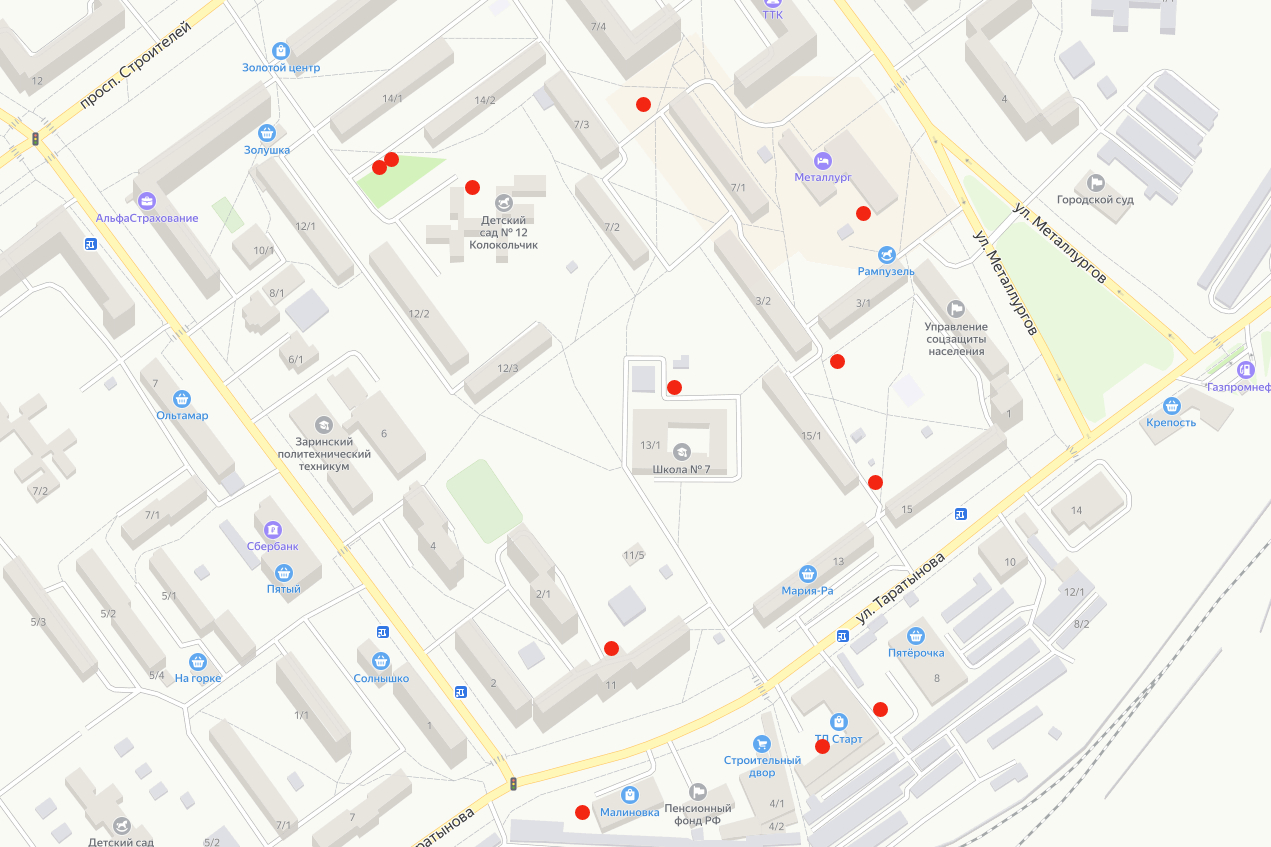 7/4
ТТК
просп. Строителей
12
Золотой центр
14/1
14/2
7/3
4
Золушка
Металлург
7/1
Городской суд
АльфаСтрахование
12/1
Детский
сад № 12
Колокольчик
7/2
ул. Металлургов
ул. Металлургов
10/1
Рампузель
8/1
12/2
3/2
3/1
Управление
соцзащиты
населения
6/1
12/3
7
Ольтамар
Газпромнеф
1
Крепость
6
Заринский
политехнический
техникум
13/1
Школа № 7
15/1
7/2
7/1
15
14
Сбербанк
4
11/5
13
10
Пятый
Мария-Ра
ул. Таратынова
5/1
5/2
5/3
2/1
12/1
8/2
Пятёрочка
5/4
На горке
Солнышко
2
11
8
1/1
1
ТД Старт
Строительный
двор
Малиновка
Пенсионный
фонд РФ
4/1
4/2
7/1
7
аратынова
Детский сад
5/2